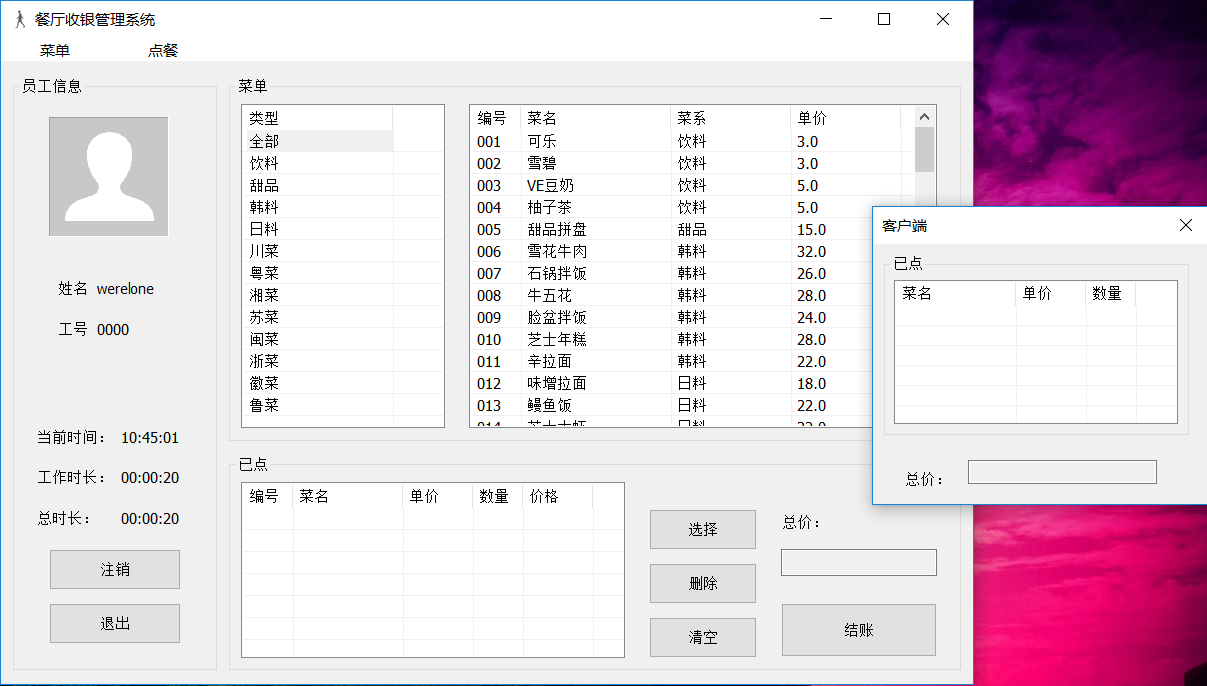 餐厅收银管理系统
菜单 点餐
员工信息
姓名 werelone
工号 0000
当前时间： 10:45:01
工作时长： 00:00:20
总时长： 00:00:20
注销
退出
菜单
类型
全部
饮料
甜品
韩料
日料
川菜
粤菜
湘菜
苏菜
闽菜
浙菜
徽菜
鲁菜
编号 菜名 菜系 单价
001 可乐 饮料 3.0
002 雪碧 饮料 3.0
003 VE豆奶 饮料 5.0
004 柚子茶 饮料 5.0
005 甜品拼盘 甜品 15.0
006 雪花牛肉 韩料 32.0
007 石锅拌饭 韩料 26.0
008 牛五花 韩料 28.0
009 脸盆拌饭 韩料 24.0
010 芝士年糕 韩料 28.0
011 辛拉面 韩料 22.0
012 味增拉面 日料 18.0
013 鳗鱼饭 日料 22.0
已点
编号 菜名 单价 数量 价格
选择
删除
清空
总价：
结账
客户端
已点
菜名 单价 数量
总价：